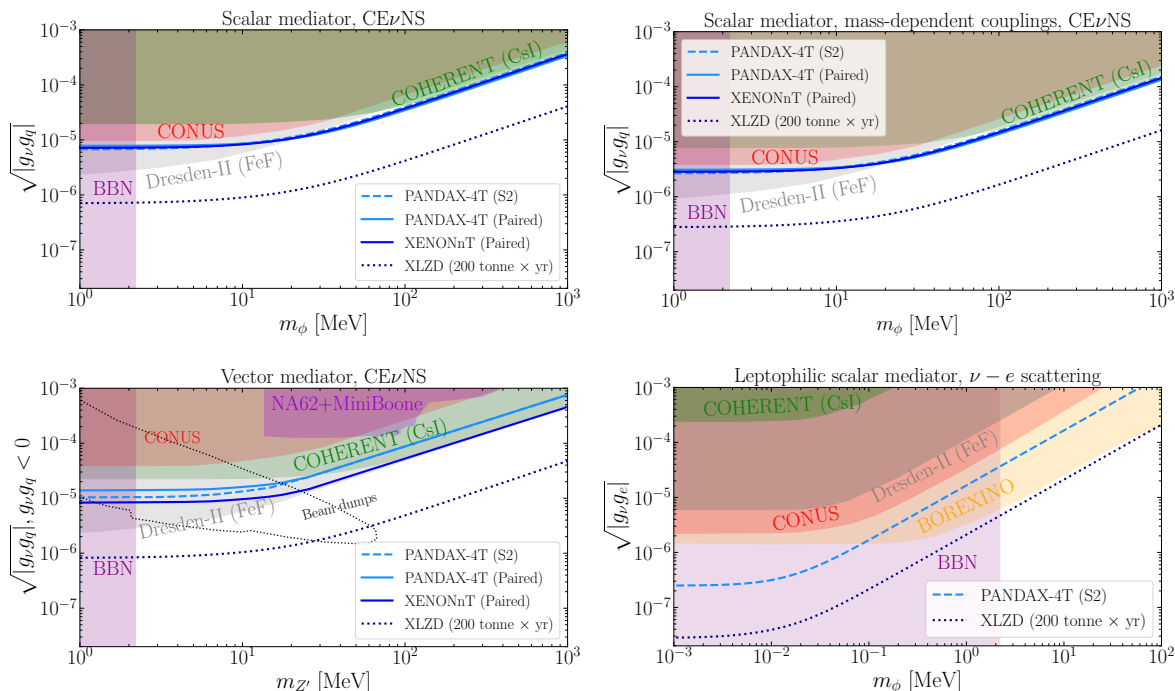 Scalar mediator, CEνNS
10⁻³
10⁻⁴
10⁻⁵
10⁻⁶
10⁻⁷
√|gνgq|
COHERENT (CsI)
CONUS
Dresden-II (FeF)
BBN
PANDAX-4T (S2)
PANDAX-4T (Paired)
XENONnT (Paired)
XLZD (200 tonne × yr)
10⁰ 10¹ 10² 10³
mϕ [MeV]
Scalar mediator, mass-dependent couplings, CEνNS
10⁻³
10⁻⁴
10⁻⁵
10⁻⁶
10⁻⁷
√|gνgq|
PANDAX-4T (S2)
PANDAX-4T (Paired)
XENONnT (Paired)
XLZD (200 tonne × yr)
COHERENT (CsI)
CONUS
Dresden-II (FeF)
BBN
10⁰ 10¹ 10² 10³
mϕ [MeV]
Vector mediator, CEνNS
10⁻³
10⁻⁴
10⁻⁵
10⁻⁶
10⁻⁷
√|gνgq|, gνgq < 0
NA62+MiniBoone
CONUS
COHERENT (CsI)
Beam dumps
Dresden-II (FeF)
BBN
PANDAX-4T (S2)
PANDAX-4T (Paired)
XENONnT (Paired)
XLZD (200 tonne × yr)
10⁰ 10¹ 10² 10³
mZ′ [MeV]
Leptophilic scalar mediator, ν − e scattering
10⁻³
10⁻⁴
10⁻⁵
10⁻⁶
10⁻⁷
√|gνge|
COHERENT (CsI)
Dresden-II (FeF)
CONUS
BOREXINO
BBN
PANDAX-4T (S2)
XLZD (200 tonne × yr)
10⁻³ 10⁻² 10⁻¹ 10⁰ 10¹ 10²
mϕ [MeV]